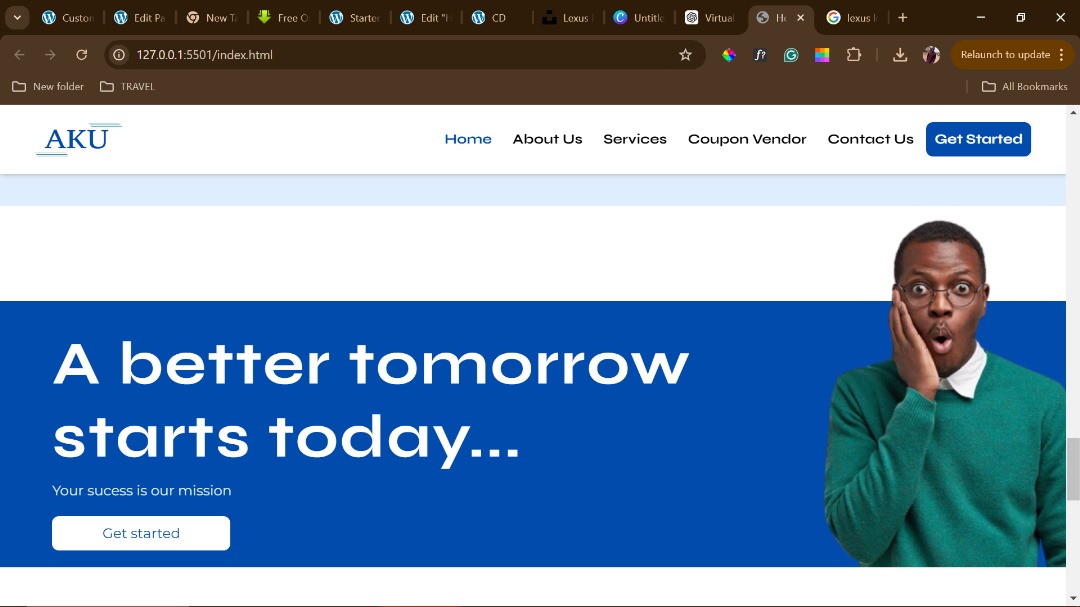 Custon
Edit Pa
New Ta
Free O
Starte
Edit "H
CD
Lexus
Untitle
Virtual
He
lexus l
127.0.0.1:5501/index.html
Relaunch to update
New folder
TRAVEL
All Bookmarks
AKU
Home
About Us
Services
Coupon Vendor
Contact Us
Get Started
A better tomorrow
starts today...
Your sucess is our mission
Get started